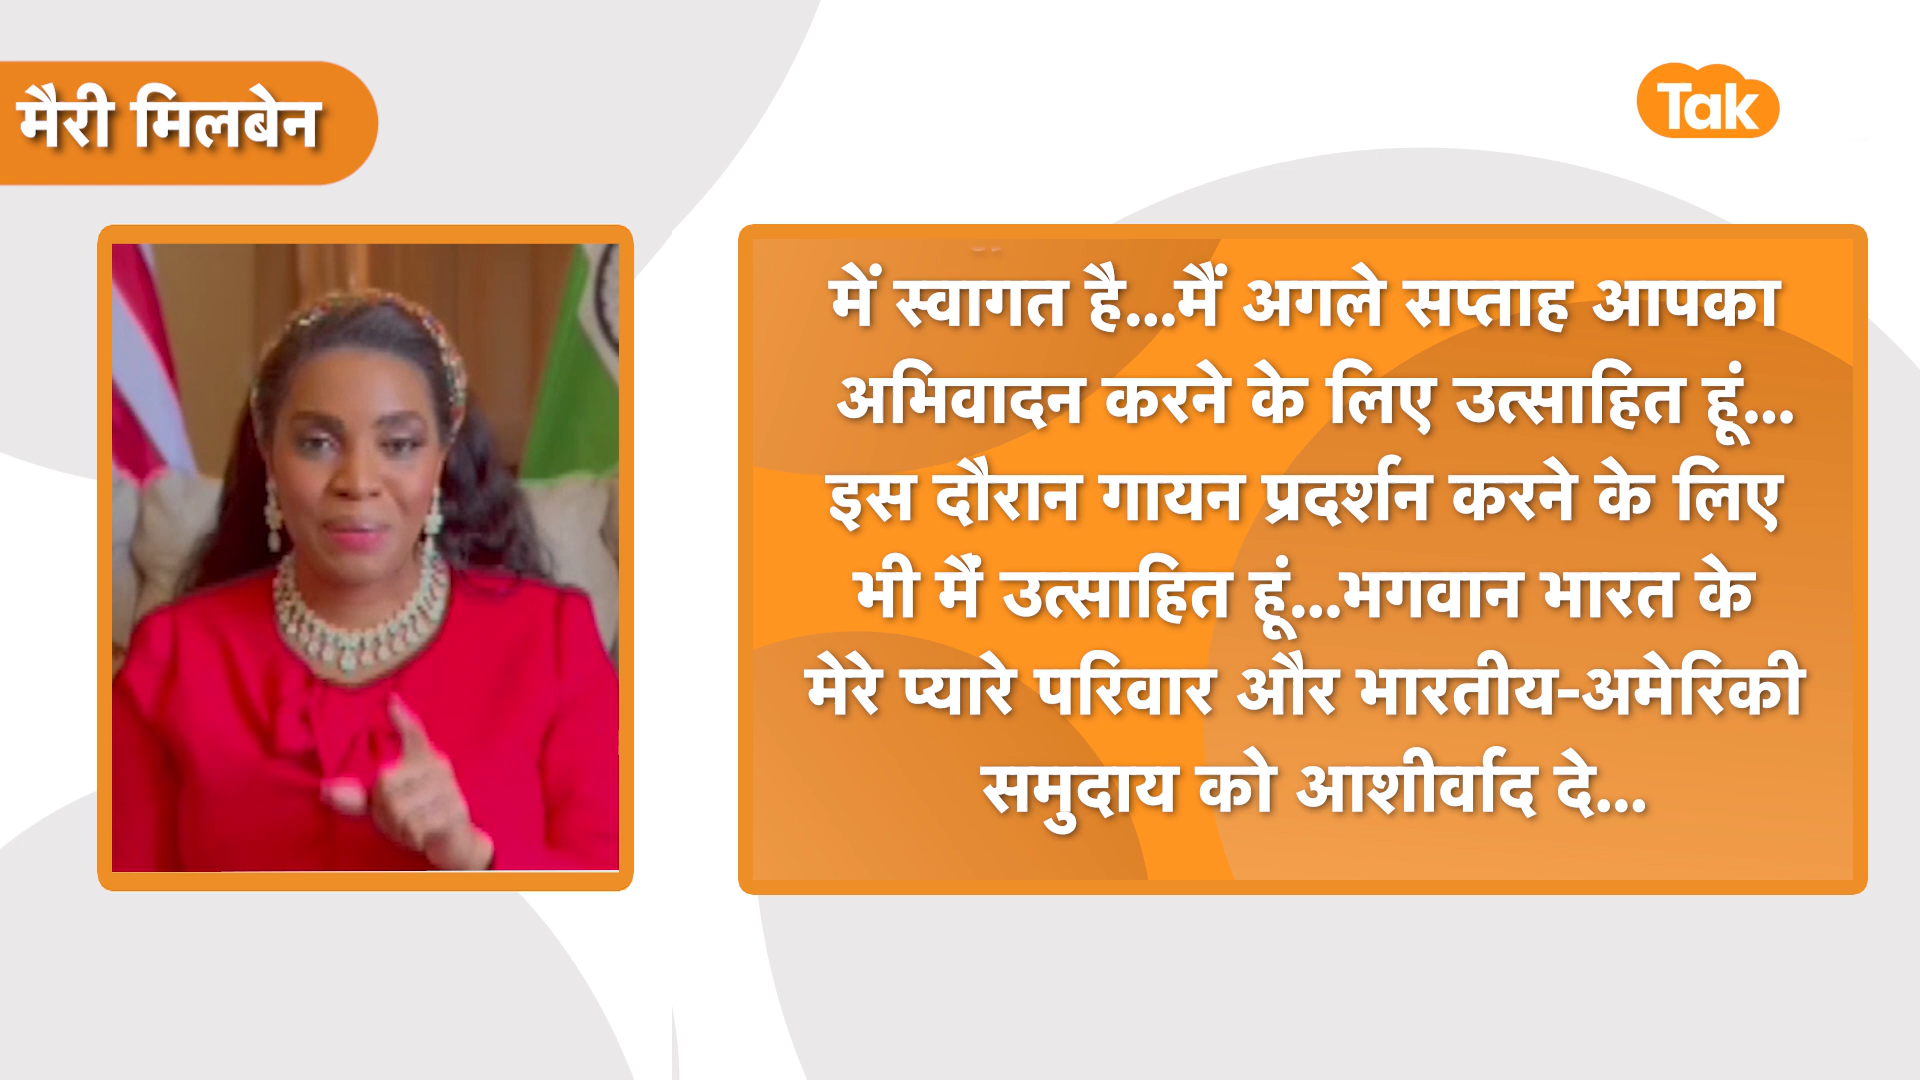 मैरी मिलबेन
Tak
में स्वागत है...मैं अगले सप्ताह आपका
अभिवादन करने के लिए उत्साहित हूं...
इस दौरान गायन प्रदर्शन करने के लिए
भी मैं उत्साहित हूं...भगवान भारत के
मेरे प्यारे परिवार और भारतीय-अमेरिकी
समुदाय को आशीर्वाद दे...